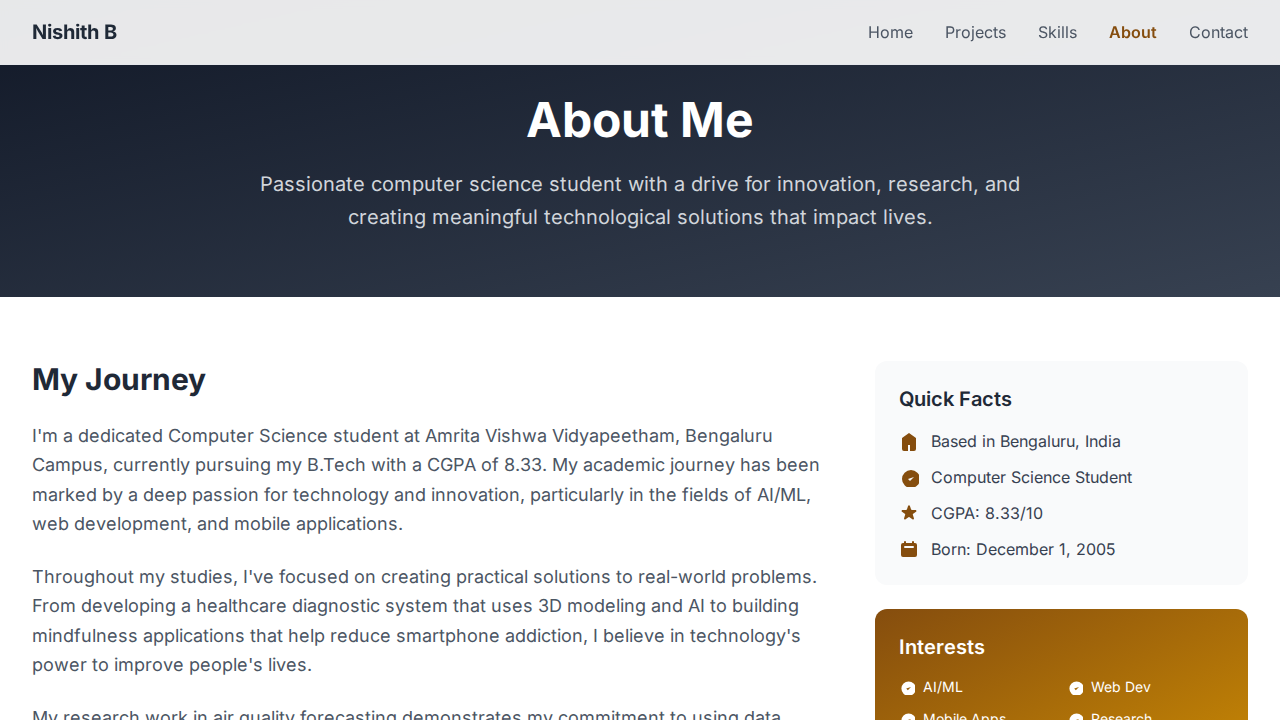 Nishith B
Home Projects Skills About Contact
About Me
Passionate computer science student with a drive for innovation, research, and
creating meaningful technological solutions that impact lives.
My Journey
I'm a dedicated Computer Science student at Amrita Vishwa Vidyapeetham, Bengaluru
Campus, currently pursuing my B.Tech with a CGPA of 8.33. My academic journey has been
marked by a deep passion for technology and innovation, particularly in the fields of AI/ML,
web development, and mobile applications.
Throughout my studies, I've focused on creating practical solutions to real-world problems.
From developing a healthcare diagnostic system that uses 3D modeling and AI to building
mindfulness applications that help reduce smartphone addiction, I believe in technology's
power to improve people's lives.
My research work in air quality forecasting demonstrates my commitment to using data
Quick Facts
Based in Bengaluru, India
Computer Science Student
CGPA: 8.33/10
Born: December 1, 2005
Interests
AI/ML
Web Dev
Mobile Apps
Research